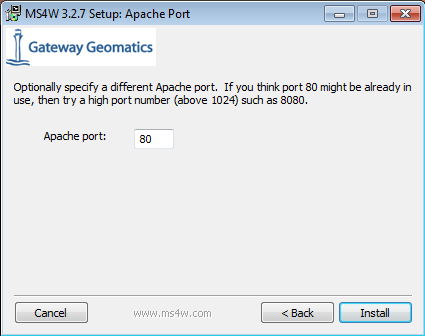 MS4W 3.2.7 Setup: Apache Port
Gateway Geomatics
Optionally specify a different Apache port. If you think port 80 might be already in
use, then try a high port number (above 1024) such as 8080.
Apache port: 80
Cancel www.ms4w.com < Back Install